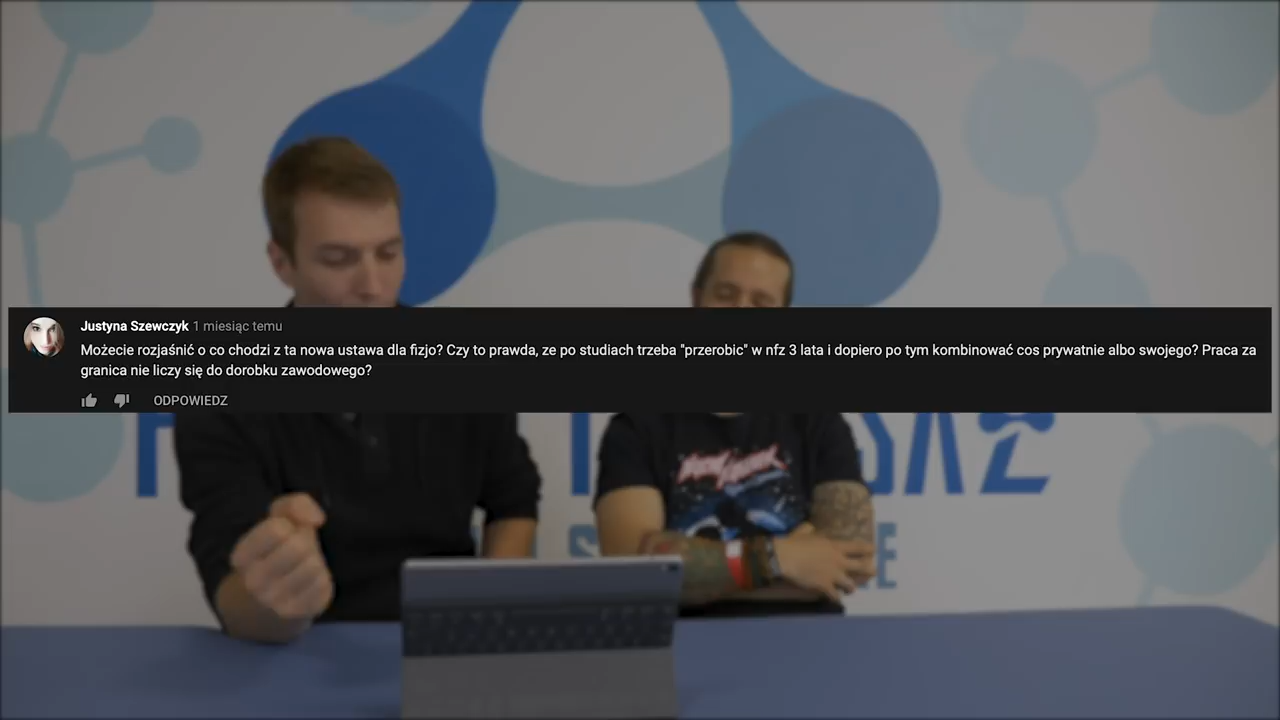 Justyna Szewczyk 1 miesiąc temu
Możecie rozjaśnić o co chodzi z ta nowa ustawa dla fizjo? Czy to prawda, ze po studiach trzeba "przerobic" w nfz 3 lata i dopiero po tym kombinować cos prywatnie albo swojego? Praca za
granica nie liczy się do dorobku zawodowego?
ODPOWIEDZ